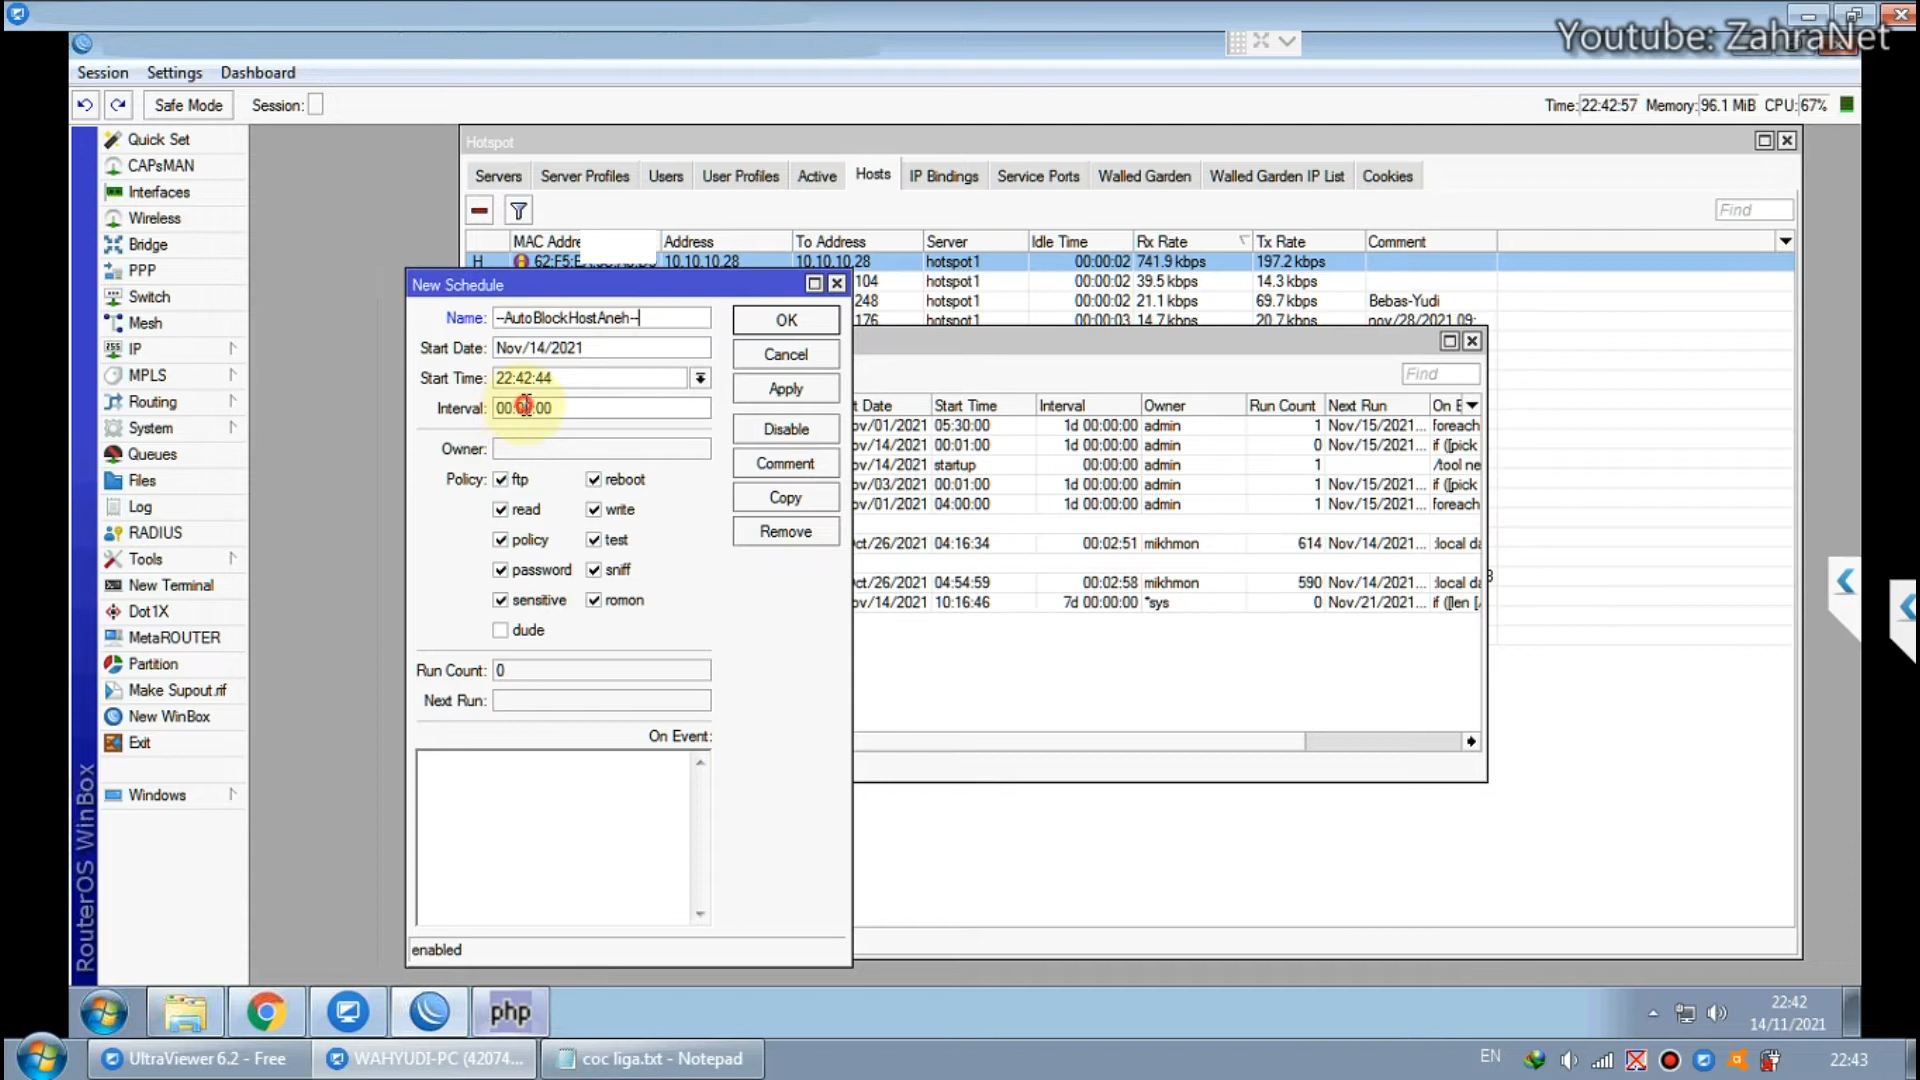 Youtube: ZahraNet
Session Settings Dashboard
Safe Mode Session: Time: 22:42:57 Memory: 96.1 MiB CPU: 67%
Quick Set
CAPsMAN
Interfaces
Wireless
Bridge
PPP
Switch
Mesh
IP
MPLS
Routing
System
Queues
Files
Log
RADIUS
Tools
New Terminal
Dot1X
MetaROUTER
Partition
Make Supout.rif
New WinBox
Exit
Windows
RouterOS WinBox
Hotspot
Servers Server Profiles Users User Profiles Active Hosts IP Bindings Service Ports Walled Garden Walled Garden IP List Cookies
Find
MAC Addre Address To Address Server Idle Time Rx Rate Tx Rate Comment
H 10.10.10.28 10.10.10.28 hotspot1 00:00:02 741.9 kbps 197.2 kbps
104 hotspot1 00:00:02 39.5 kbps 14.3 kbps
248 hotspot1 00:00:02 21.1 kbps 69.7 kbps Bebas-Yudi
176 hotspot1 00:00:03 14.7 kbps 20.7 kbps nov/28/2021 09:
New Schedule
Name: --AutoBlockHostAneh--
Start Date: Nov/14/2021
Start Time: 22:42:44
Interval: 00:00:00
Owner:
Policy: ftp reboot
read write
policy test
password sniff
sensitive romon
dude
Run Count: 0
Next Run:
On Event:
enabled
OK
Cancel
Apply
Disable
Comment
Copy
Remove
Find
t Date Start Time Interval Owner Run Count Next Run On E
ov/01/2021 05:30:00 1d 00:00:00 admin 1 Nov/15/2021... foreach
ov/14/2021 00:01:00 1d 00:00:00 admin 0 Nov/15/2021... if ([pick
ov/14/2021 startup 00:00:00 admin 1 /tool ne
ov/03/2021 00:01:00 1d 00:00:00 admin 1 Nov/15/2021... if ([pick
ov/01/2021 04:00:00 1d 00:00:00 admin 1 Nov/15/2021... foreach
ct/26/2021 04:16:34 00:02:51 mikhmon 614 Nov/14/2021... :local da
ct/26/2021 04:54:59 00:02:58 mikhmon 590 Nov/14/2021... :local da
ov/14/2021 10:16:46 7d 00:00:00 *sys 0 Nov/21/2021... if ([len [/
php
22:42
14/11/2021
UltraViewer 6.2 - Free WAHYUDI-PC (42074... coc liga.txt - Notepad EN 22:43